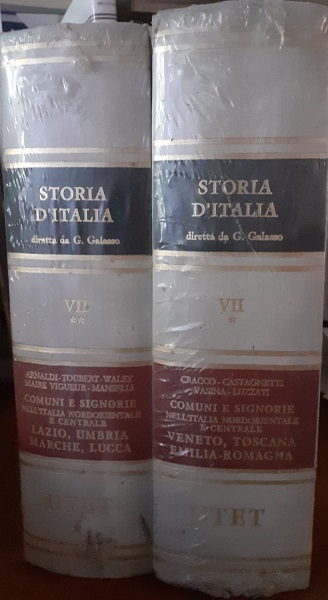 STORIA
D'ITALIA
diretta da G. Galasso
VII
**
ARNALDI-TOUBERT-WALEY
MAIRE VIGUEUR-MANSELLI
COMUNI E SIGNORIE
NELL'ITALIA NORDORIENTALE
E CENTRALE
LAZIO, UMBRIA
MARCHE, LUCCA
UTET
STORIA
D'ITALIA
diretta da G. Galasso
VII
*
CRACCO-CASTAGNETTI
VASINA-LUZZATI
COMUNI E SIGNORIE
NELL'ITALIA NORDORIENTALE
E CENTRALE
VENETO, TOSCANA
EMILIA-ROMAGNA
UTET